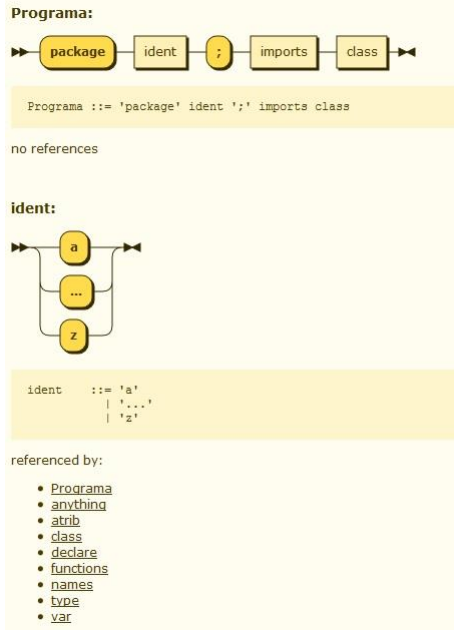 Programa:
package ident ; imports class
Programa ::= 'package' ident ';' imports class
no references
ident:
a
...
z
ident    ::= 'a'
| '...'
| 'z'
referenced by:
• Programa
• anything
• atrib
• class
• declare
• functions
• names
• type
• var